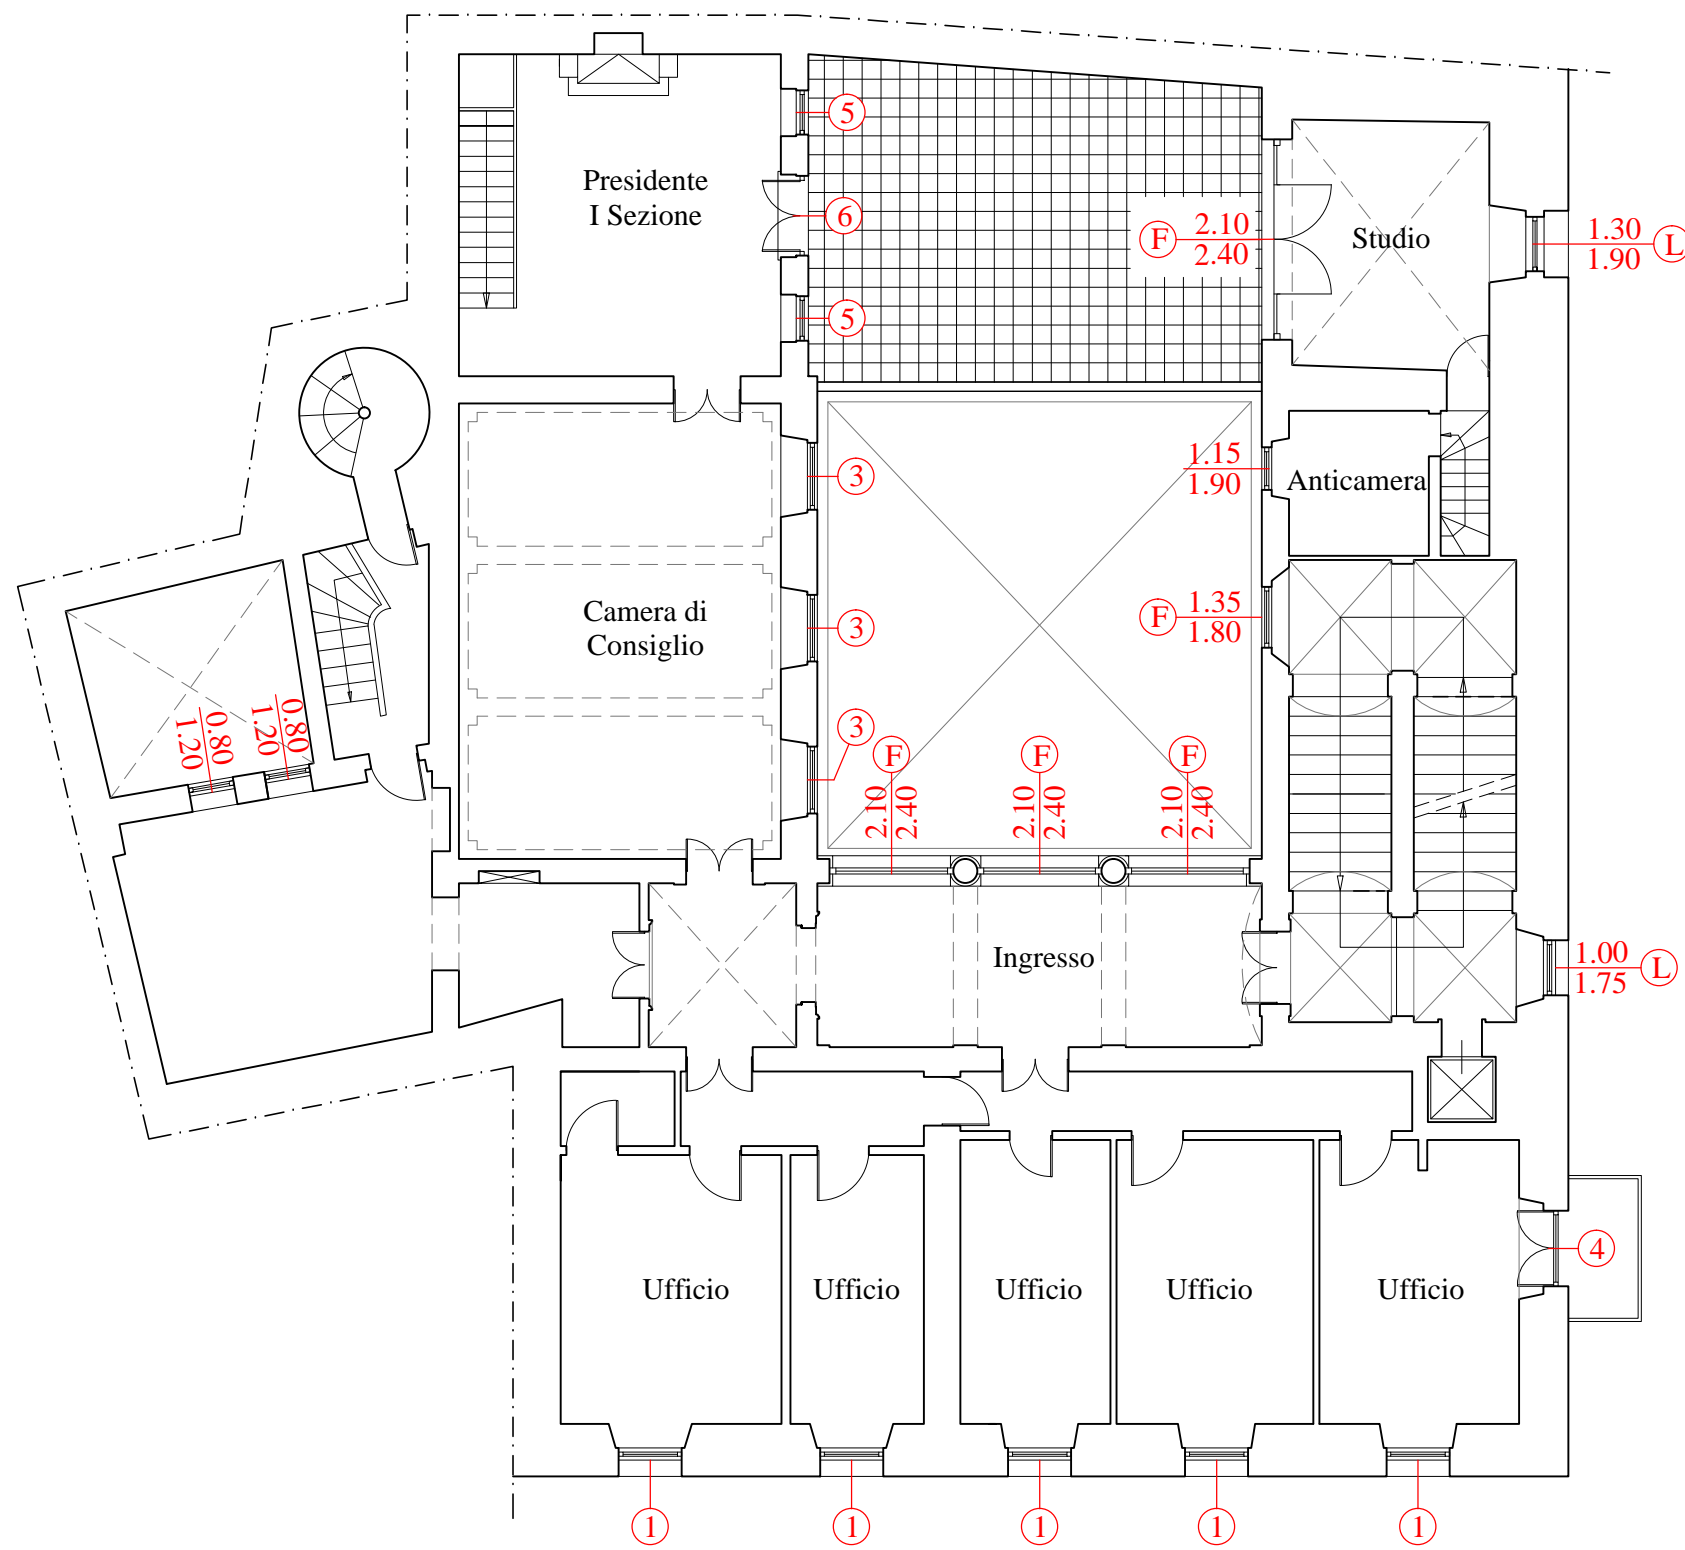 5
Presidente
I Sezione
6
F
2.10
2.40
Studio
1.30
1.90
L
5
1.15
1.90
Anticamera
3
Camera di
Consiglio
3
F
1.35
1.80
0.80
1.20
0.80
1.20
3
F
2.10
2.40
F
2.10
2.40
F
2.10
2.40
Ingresso
1.00
1.75
L
4
Ufficio
Ufficio
Ufficio
Ufficio
Ufficio
1
1
1
1
1